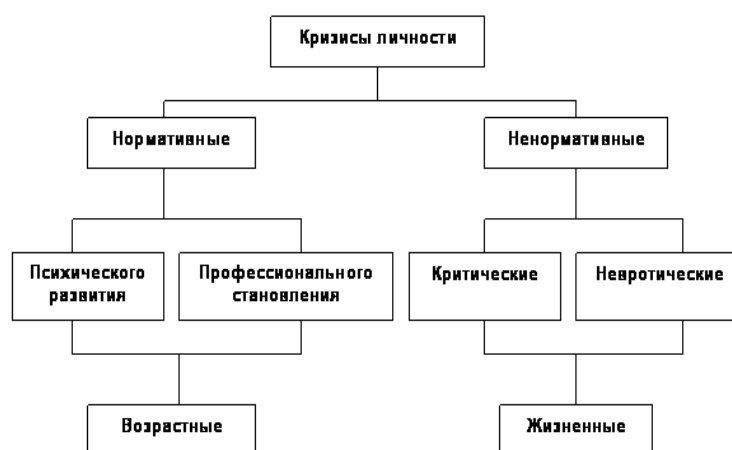 Кризисы личности
Нормативные
Ненормативные
Психического
развития
Профессионального
становления
Критические
Невротические
Возрастные
Жизненные